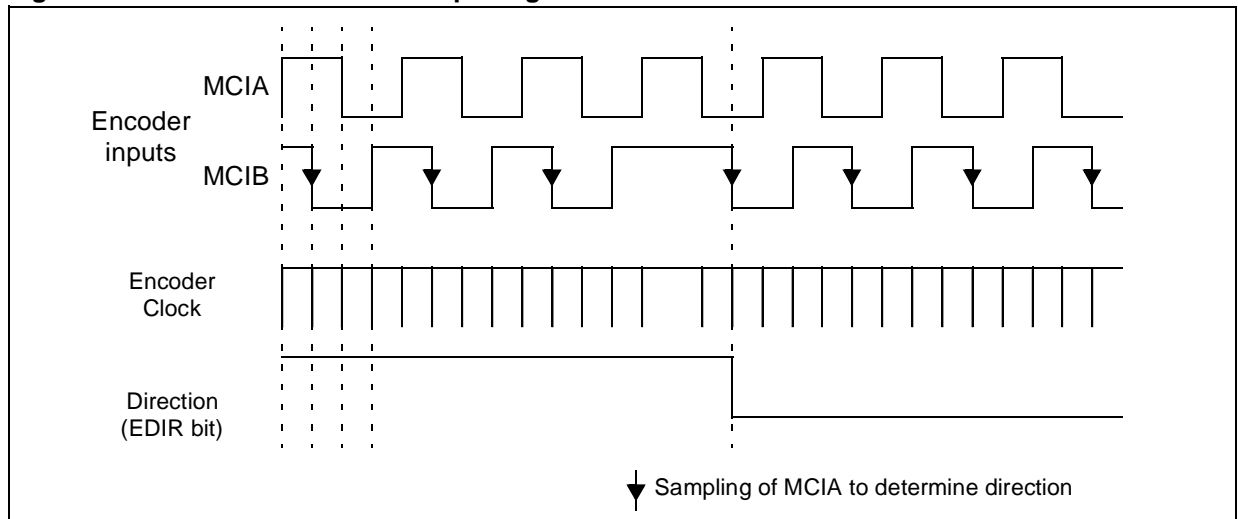 MCIA
Encoder
inputs
MCIB
Encoder
Clock
Direction
(EDIR bit)
Sampling of MCIA to determine direction